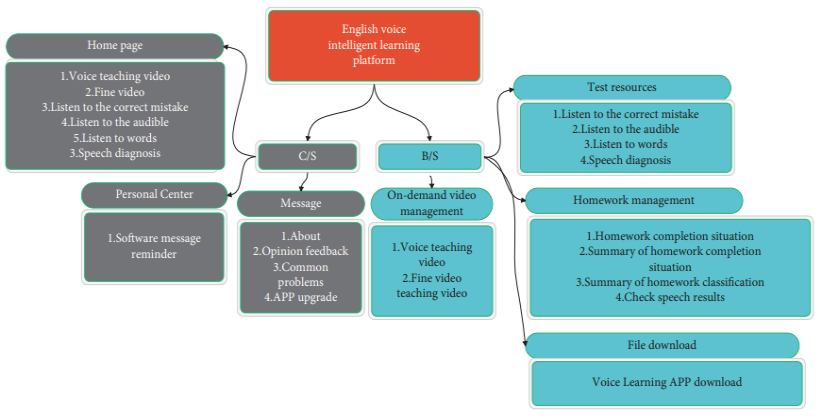 English voice
intelligent learning
platform
Home page
1.Voice teaching video
2.Fine video
3.Listen to the correct mistake
4.Listen to the audible
5.Listen to words
3.Speech diagnosis
C/S
B/S
Personal Center
1.Software message
reminder
Message
1.About
2.Opinion feedback
3.Common
problems
4.APP upgrade
On-demand video
management
1.Voice teaching
video
2.Fine video
teaching video
Test resources
1.Listen to the correct mistake
2.Listen to the audible
3.Listen to words
4.Speech diagnosis
Homework management
1.Homework completion situation
2.Summary of homework completion
situation
3.Summary of homework classification
4.Check speech results
File download
Voice Learning APP download